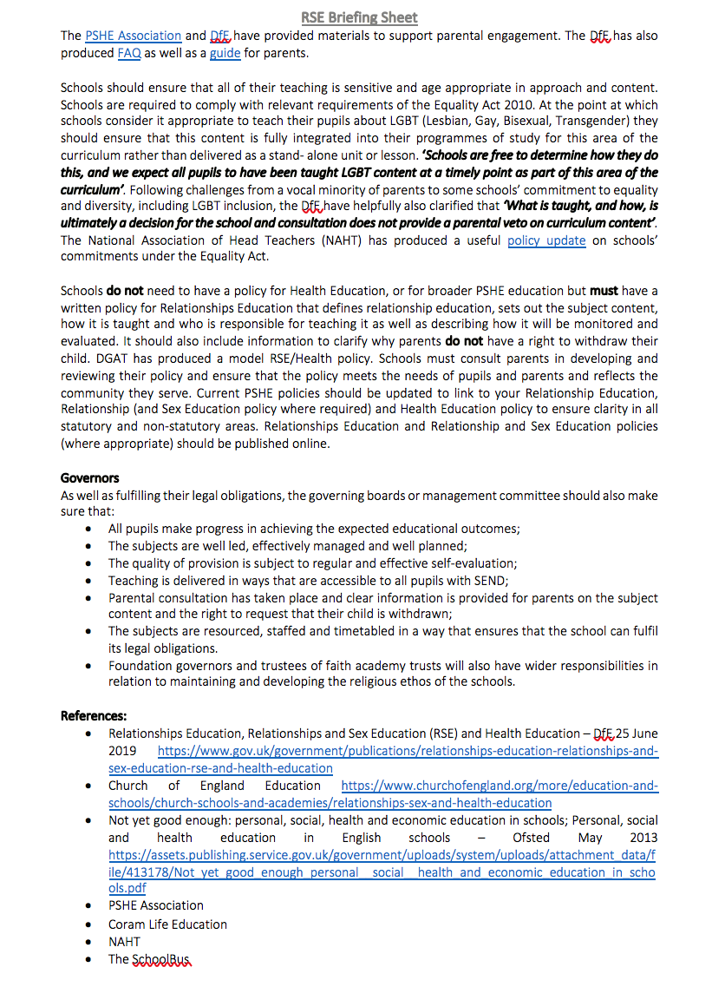 RSE Briefing Sheet
The PSHE Association and DfE have provided materials to support parental engagement. The DfE has also
produced FAQ as well as a guide for parents.
Schools should ensure that all of their teaching is sensitive and age appropriate in approach and content.
Schools are required to comply with relevant requirements of the Equality Act 2010. At the point at which
schools consider it appropriate to teach their pupils about LGBT (Lesbian, Gay, Bisexual, Transgender) they
should ensure that this content is fully integrated into their programmes of study for this area of the
curriculum rather than delivered as a stand- alone unit or lesson. ‘Schools are free to determine how they do
this, and we expect all pupils to have been taught LGBT content at a timely point as part of this area of the
curriculum’. Following challenges from a vocal minority of parents to some schools’ commitment to equality
and diversity, including LGBT inclusion, the DfE have helpfully also clarified that ‘What is taught, and how, is
ultimately a decision for the school and consultation does not provide a parental veto on curriculum content’.
The National Association of Head Teachers (NAHT) has produced a useful policy update on schools’
commitments under the Equality Act.
Schools do not need to have a policy for Health Education, or for broader PSHE education but must have a
written policy for Relationships Education that defines relationship education, sets out the subject content,
how it is taught and who is responsible for teaching it as well as describing how it will be monitored and
evaluated. It should also include information to clarify why parents do not have a right to withdraw their
child. DGAT has produced a model RSE/Health policy. Schools must consult parents in developing and
reviewing their policy and ensure that the policy meets the needs of pupils and parents and reflects the
community they serve. Current PSHE policies should be updated to link to your Relationship Education,
Relationship (and Sex Education policy where required) and Health Education policy to ensure clarity in all
statutory and non-statutory areas. Relationships Education and Relationship and Sex Education policies
(where appropriate) should be published online.
Governors
As well as fulfilling their legal obligations, the governing boards or management committee should also make
sure that:
• All pupils make progress in achieving the expected educational outcomes;
• The subjects are well led, effectively managed and well planned;
• The quality of provision is subject to regular and effective self-evaluation;
• Teaching is delivered in ways that are accessible to all pupils with SEND;
• Parental consultation has taken place and clear information is provided for parents on the subject
content and the right to request that their child is withdrawn;
• The subjects are resourced, staffed and timetabled in a way that ensures that the school can fulfil
its legal obligations.
• Foundation governors and trustees of faith academy trusts will also have wider responsibilities in
relation to maintaining and developing the religious ethos of the schools.
References:
• Relationships Education, Relationships and Sex Education (RSE) and Health Education – DfE 25 June
2019 https://www.gov.uk/government/publications/relationships-education-relationships-and-
sex-education-rse-and-health-education
• Church of England Education https://www.churchofengland.org/more/education-and-
schools/church-schools-and-academies/relationships-sex-and-health-education
• Not yet good enough: personal, social, health and economic education in schools; Personal, social
and health education in English schools – Ofsted May 2013
https://assets.publishing.service.gov.uk/government/uploads/system/uploads/attachment_data/f
ile/413178/Not_yet_good_enough_personal__social__health_and_economic_education_in_scho
ols.pdf
• PSHE Association
• Coram Life Education
• NAHT
• The SchoolBus